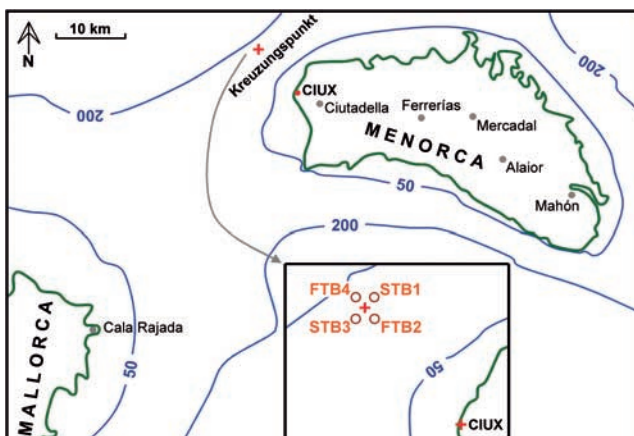 10 km
N
Kreuzungspunkt
200
200
CIUX
Ciutadella
Ferrerías
Mercadal
MENORCA
Alaior
50
Mahón
200
FTB4 STB1
STB3 FTB2
Cala Rajada
MALLORCA
50
50
CIUX